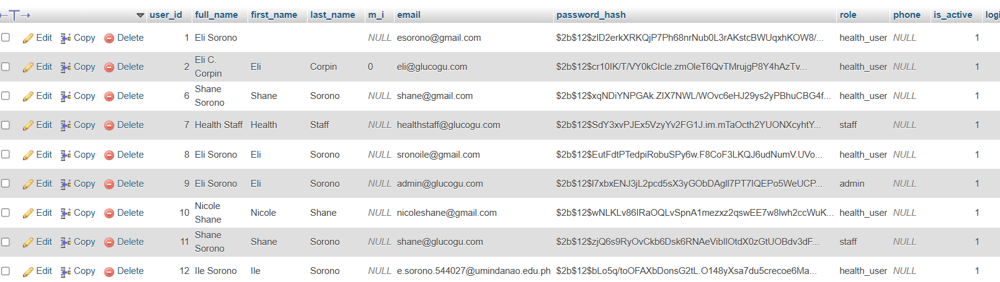 user_id full_name first_name last_name m_i email password_hash role phone is_active logi
Edit Copy Delete 1 Eli Sorono NULL esorono@gmail.com $2b$12$zlD2erkXRKQjP7Ph68nrNub0L3rAKstcBWUqxhKOW8/... health_user NULL 1
Edit Copy Delete 2 Eli C. Corpin Eli Corpin 0 eli@glucogu.com $2b$12$cr10IK/T/VY0kCIcle.zmOleT6QvTMrujgP8Y4hAzTv... health_user NULL 1
Edit Copy Delete 6 Shane Sorono Shane Sorono NULL shane@gmail.com $2b$12$xqNDiYNPGAk.ZIX7NWL/WOvc6eHJ29ys2yPBhuCBG4f... health_user NULL 1
Edit Copy Delete 7 Health Staff Health Staff NULL healthstaff@glucogu.com $2b$12$SdY3xvPJEx5VzyYv2FG1J.im.mTaOcth2YUONXcyhtY... staff NULL 1
Edit Copy Delete 8 Eli Sorono Eli Sorono NULL sronoile@gmail.com $2b$12$EutFdtPTedpiRobuSPy6w.F8CoF3LKQJ6udNumV.UVo... health_user NULL 1
Edit Copy Delete 9 Eli Sorono Eli Sorono NULL admin@glucogu.com $2b$12$l7xbxENJ3jL2pcd5sX3yGObDAgll7PT7IQEPo5WeUCP... admin NULL 1
Edit Copy Delete 10 Nicole Shane Nicole Shane NULL nicoleshane@gmail.com $2b$12$wNLKLv86IRaOQLvSpnA1mezxz2qswEE7w8lwh2ccWuK... health_user NULL 1
Edit Copy Delete 11 Shane Sorono Shane Sorono NULL shane@glucogu.com $2b$12$zjQ6s9RyOvCkb6Dsk6RNAeVibIlOtdX0zGtUOBdv3dF... staff NULL 1
Edit Copy Delete 12 Ile Sorono Ile Sorono NULL e.sorono.544027@umindanao.edu.ph $2b$12$bLo5q/toOFAXbDonsG2tL.O148yXsa7du5crecoe6Ma... health_user NULL 1